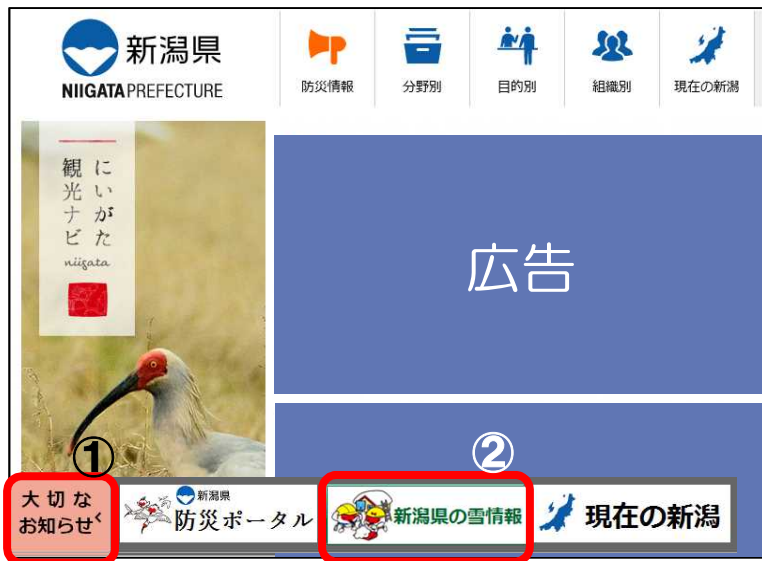 新潟県
NIIGATA PREFECTURE
防災情報
分野別
目的別
組織別
現在の新潟
にいがた
観光ナビ
niigata
広告
①
②
大切な
お知らせ<
新潟県
防災ポータル
新潟県の雪情報
現在の新潟